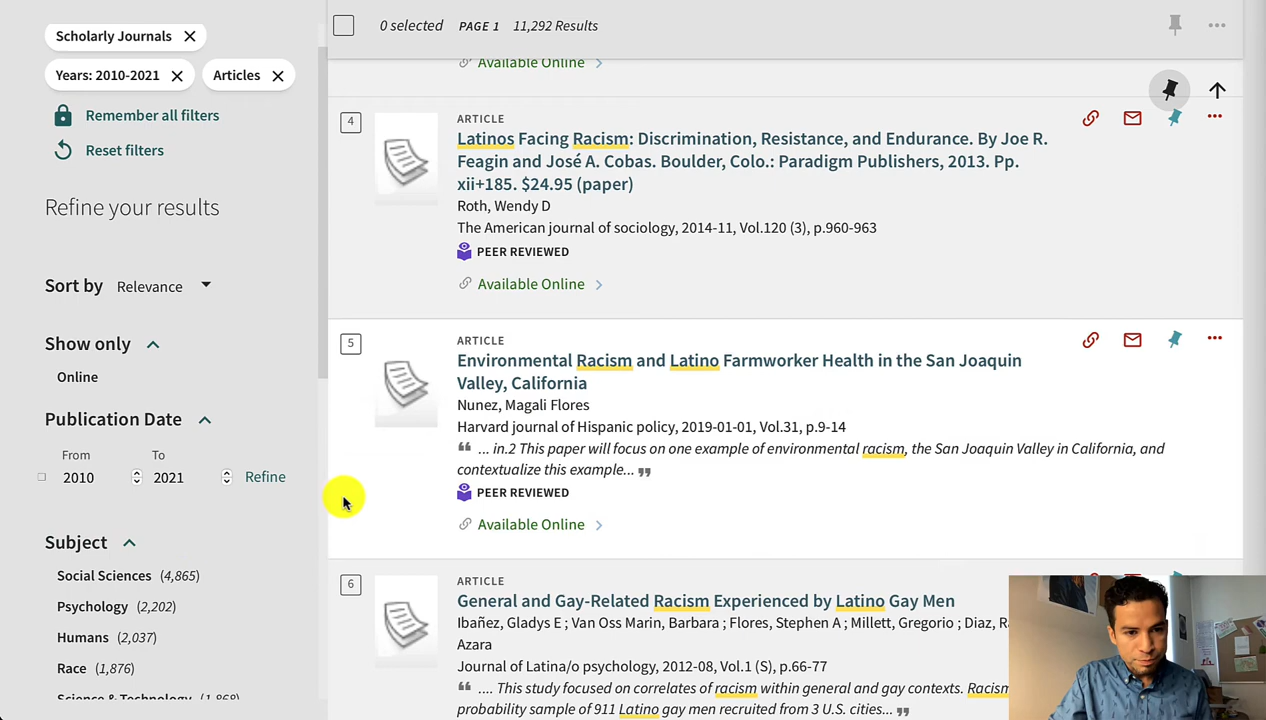 Scholarly Journals ✕
Years: 2010-2021 ✕ Articles ✕
Remember all filters
Reset filters
Refine your results
Sort by Relevance
Show only
Online
Publication Date
From To
2010 2021 Refine
Subject
Social Sciences (4,865)
Psychology (2,202)
Humans (2,037)
Race (1,876)
Science & Technology (1,868)
0 selected PAGE 1 11,292 Results
Available Online
4
ARTICLE
Latinos Facing Racism: Discrimination, Resistance, and Endurance. By Joe R.
Feagin and José A. Cobas. Boulder, Colo.: Paradigm Publishers, 2013. Pp.
xii+185. $24.95 (paper)
Roth, Wendy D
The American journal of sociology, 2014-11, Vol.120 (3), p.960-963
PEER REVIEWED
Available Online
5
ARTICLE
Environmental Racism and Latino Farmworker Health in the San Joaquin
Valley, California
Nunez, Magali Flores
Harvard journal of Hispanic policy, 2019-01-01, Vol.31, p.9-14
“ ... in.2 This paper will focus on one example of environmental racism, the San Joaquin Valley in California, and
contextualize this example... ”
PEER REVIEWED
Available Online
6
ARTICLE
General and Gay-Related Racism Experienced by Latino Gay Men
Ibañez, Gladys E ; Van Oss Marin, Barbara ; Flores, Stephen A ; Millett, Gregorio ; Diaz,
Azara
Journal of Latina/o psychology, 2012-08, Vol.1 (S), p.66-77
“ .... This study focused on correlates of racism within general and gay contexts. Racism
probability sample of 911 Latino gay men recruited from 3 U.S. cities... ”